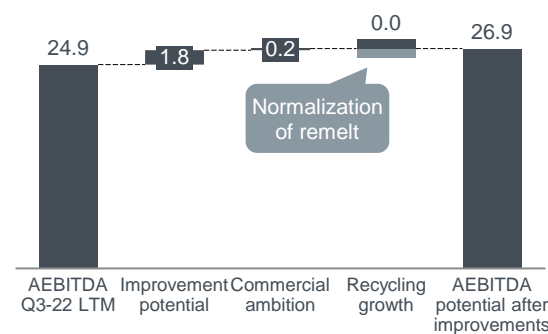 0.0
24.9
1.8
0.2
26.9
Normalization
of remelt
AEBITDA
Q3-22 LTM
Improvement
potential
Commercial
ambition
Recycling
growth
AEBITDA
potential after
improvements